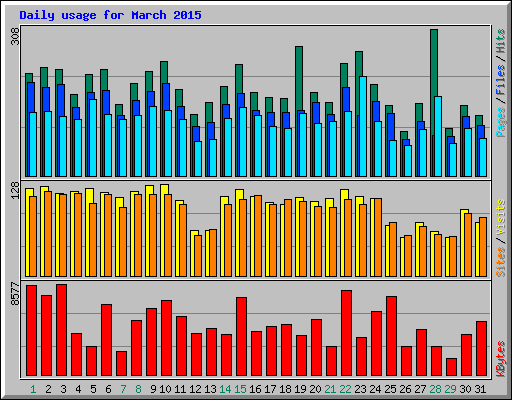 Daily usage for March 2015
308
Pages / Files / Hits
128
Sites / Visits
8577
KBytes
1 2 3 4 5 6 7 8 9 10 11 12 13 14 15 16 17 18 19 20 21 22 23 24 25 26 27 28 29 30 31